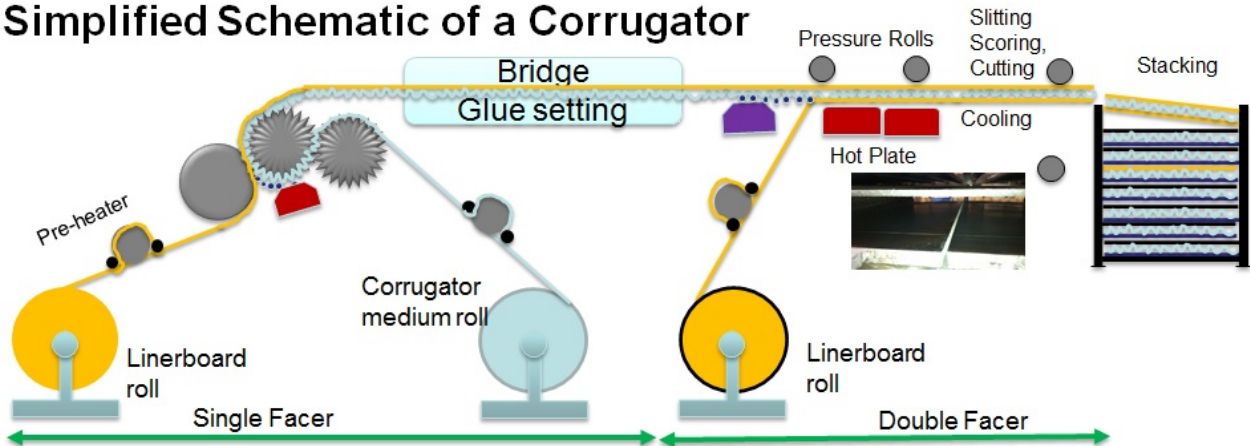 Simplified Schematic of a Corrugator
Bridge
Glue setting
Pressure Rolls
Slitting
Scoring,
Cutting
Stacking
Cooling
Hot Plate
Pre-heater
Corrugator
medium roll
Linerboard
roll
Linerboard
roll
Single Facer
Double Facer